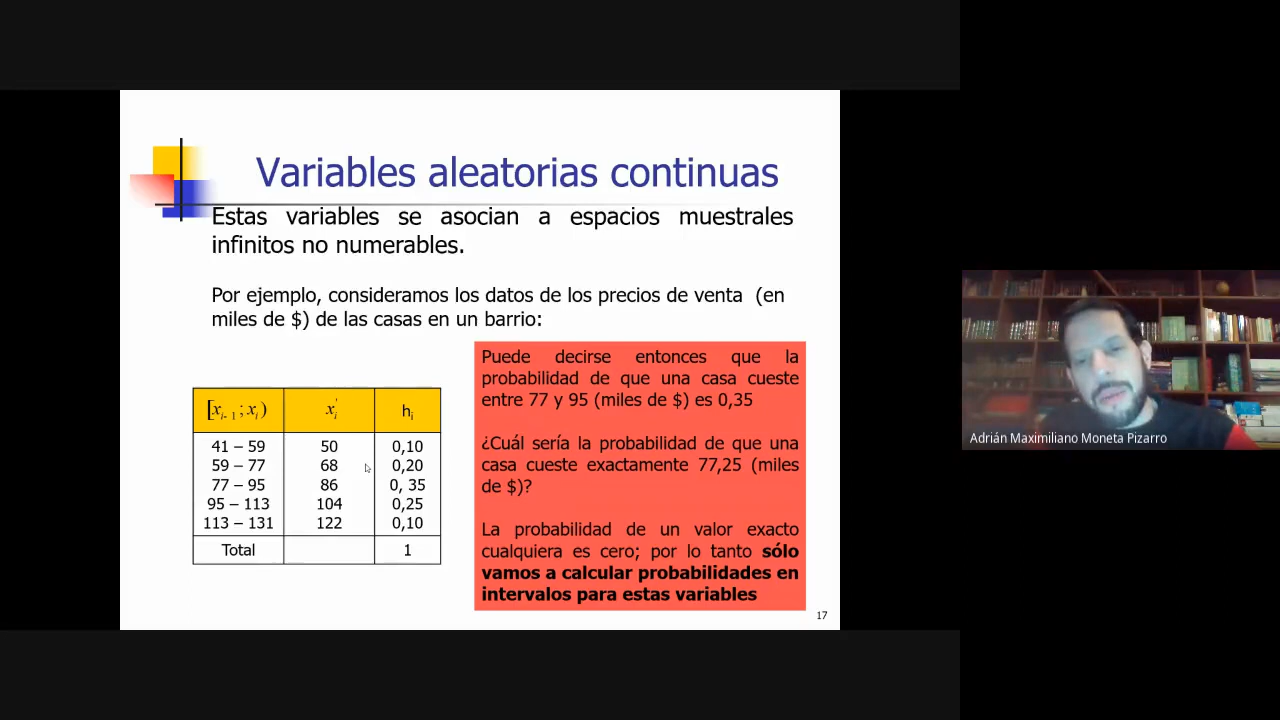 Variables aleatorias continuas
Estas variables se asocian a espacios muestrales
infinitos no numerables.
Por ejemplo, consideramos los datos de los precios de venta (en
miles de $) de las casas en un barrio:
[xi-1 ; xi) x'i hi
41 – 59 50 0,10
59 – 77 68 0,20
77 – 95 86 0, 35
95 – 113 104 0,25
113 – 131 122 0,10
Total 1
Puede decirse entonces que la
probabilidad de que una casa cueste
entre 77 y 95 (miles de $) es 0,35
¿Cuál sería la probabilidad de que una
casa cueste exactamente 77,25 (miles
de $)?
La probabilidad de un valor exacto
cualquiera es cero; por lo tanto sólo
vamos a calcular probabilidades en
intervalos para estas variables
17
Adrián Maximiliano Moneta Pizarro